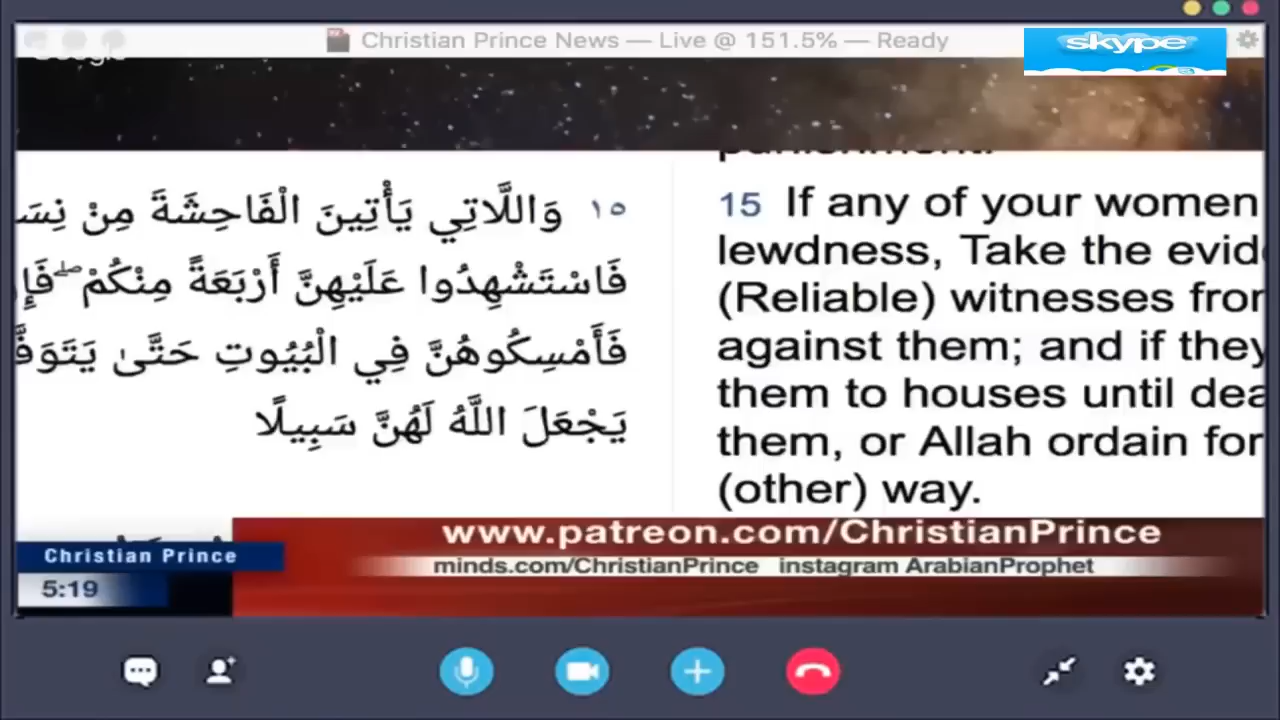 Christian Prince News — Live @ 151.5% — Ready
skype
Google
١٥ وَاللَّاتِي يَأْتِينَ الْفَاحِشَةَ مِنْ
فَاسْتَشْهِدُوا عَلَيْهِنَّ أَرْبَعَةً مِنْكُمْ ۖ
فَأَمْسِكُوهُنَّ فِي الْبُيُوتِ حَتَّىٰ
يَجْعَلَ اللَّهُ لَهُنَّ سَبِيلًا
15 If any of your women
lewdness, Take the
(Reliable) witnesses
against them; and if they
them to houses until
them, or Allah ordain for
(other) way.
www.patreon.com/ChristianPrince
Christian Prince
minds.com/ChristianPrince instagram ArabianProphet
5:19